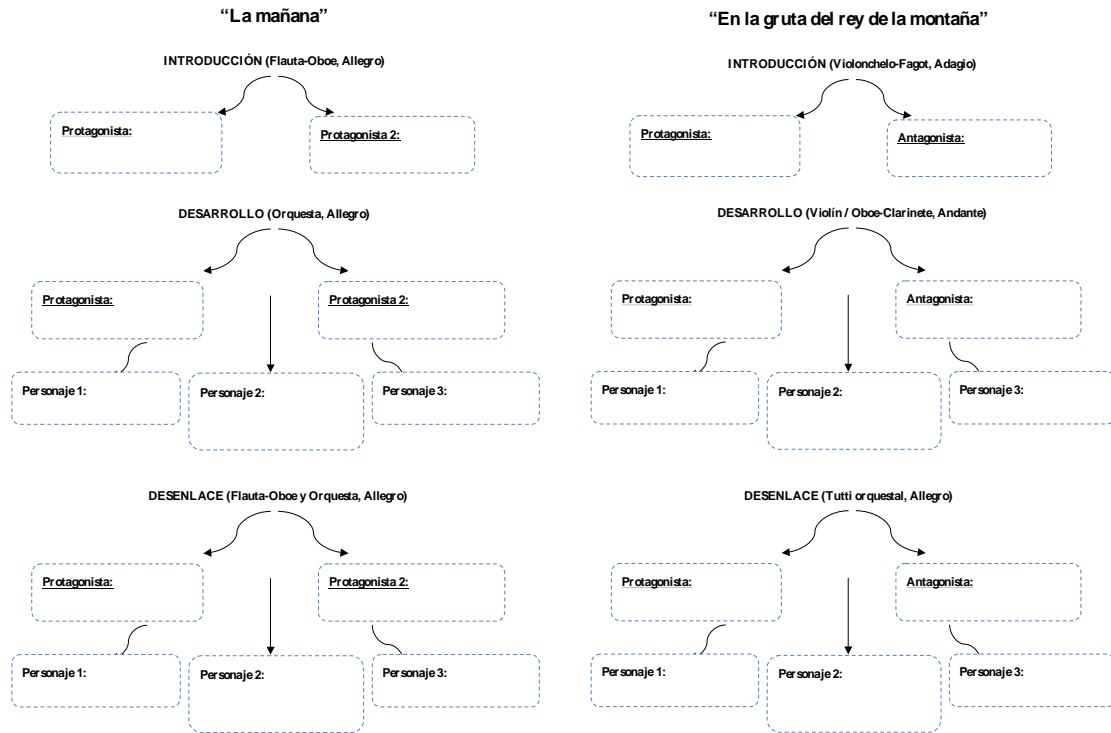 “La mañana”
INTRODUCCIÓN (Flauta-Oboe, Allegro)
Protagonista:
Protagonista 2:
DESARROLLO (Orquesta, Allegro)
Protagonista:
Protagonista 2:
Personaje 1:
Personaje 2:
Personaje 3:
DESENLACE (Flauta-Oboe y Orquesta, Allegro)
Protagonista:
Protagonista 2:
Personaje 1:
Personaje 2:
Personaje 3:
“En la gruta del rey de la montaña”
INTRODUCCIÓN (Violonchelo-Fagot, Adagio)
Protagonista:
Antagonista:
DESARROLLO (Violín / Oboe-Clarinete, Andante)
Protagonista:
Antagonista:
Personaje 1:
Personaje 2:
Personaje 3:
DESENLACE (Tutti orquestal, Allegro)
Protagonista:
Antagonista:
Personaje 1:
Personaje 2:
Personaje 3: